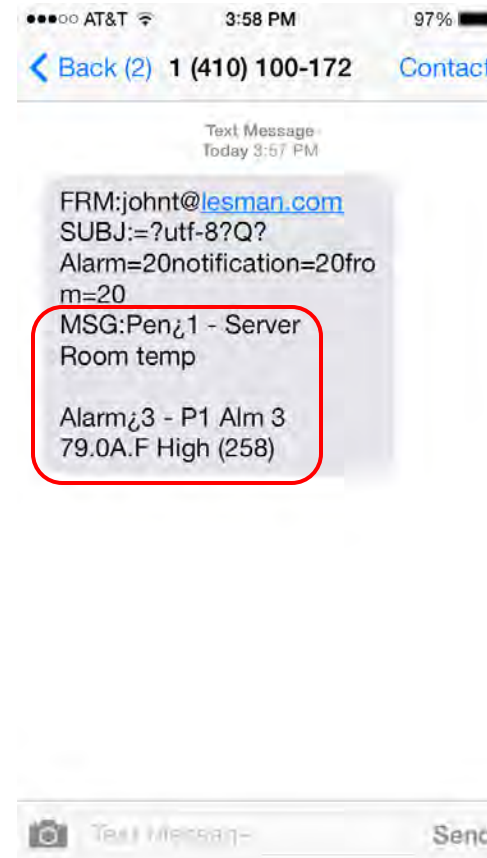 AT&T 3:58 PM 97%
Back (2) 1 (410) 100-172 Contact
Text Message
Today 3:57 PM
FRM:johnt@lesman.com
SUBJ:=?utf-8?Q?
Alarm=20notification=20fro
m=20
MSG:Pen¿1 - Server
Room temp
Alarm¿3 - P1 Alm 3
79.0A.F High (258)
Text Message Send